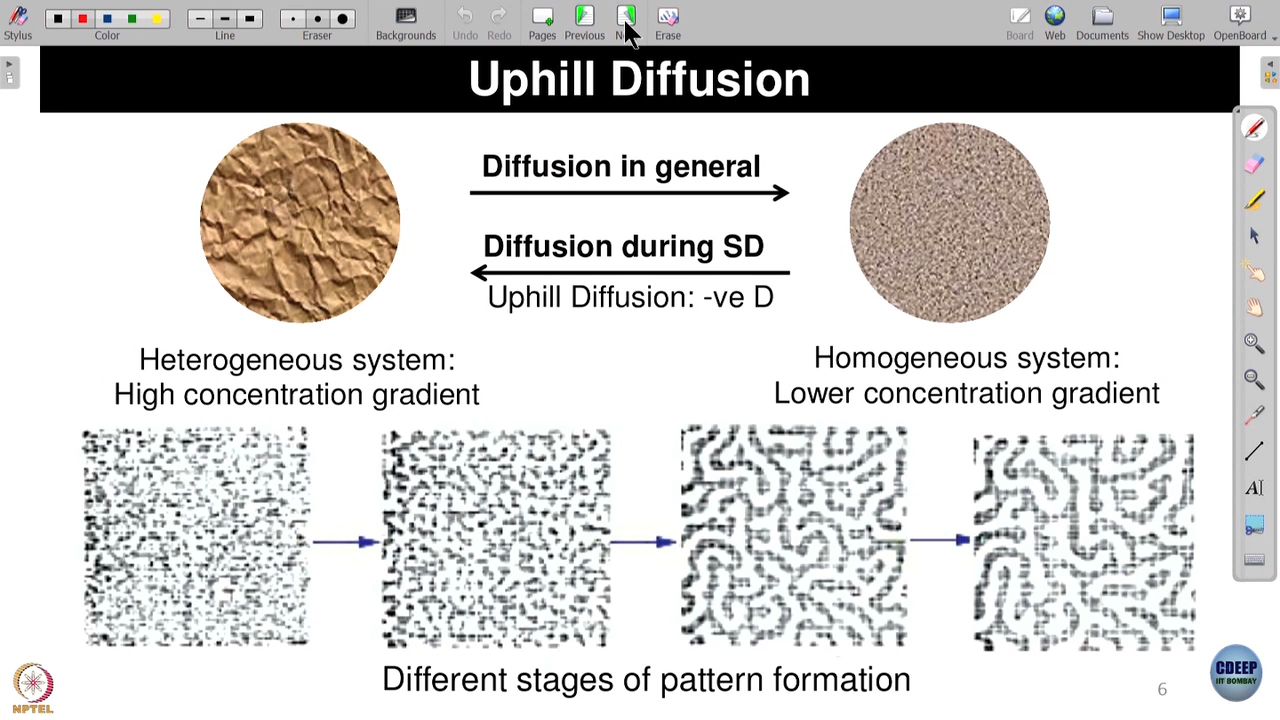 Stylus
Color
Line
Eraser
Backgrounds
Undo
Redo
Pages
Previous
Erase
Board
Web
Documents
Show Desktop
OpenBoard
Uphill Diffusion
Diffusion in general
Diffusion during SD
Uphill Diffusion: -ve D
Heterogeneous system:
High concentration gradient
Homogeneous system:
Lower concentration gradient
Different stages of pattern formation
6
NPTEL
CDEEP
IIT BOMBAY
AI